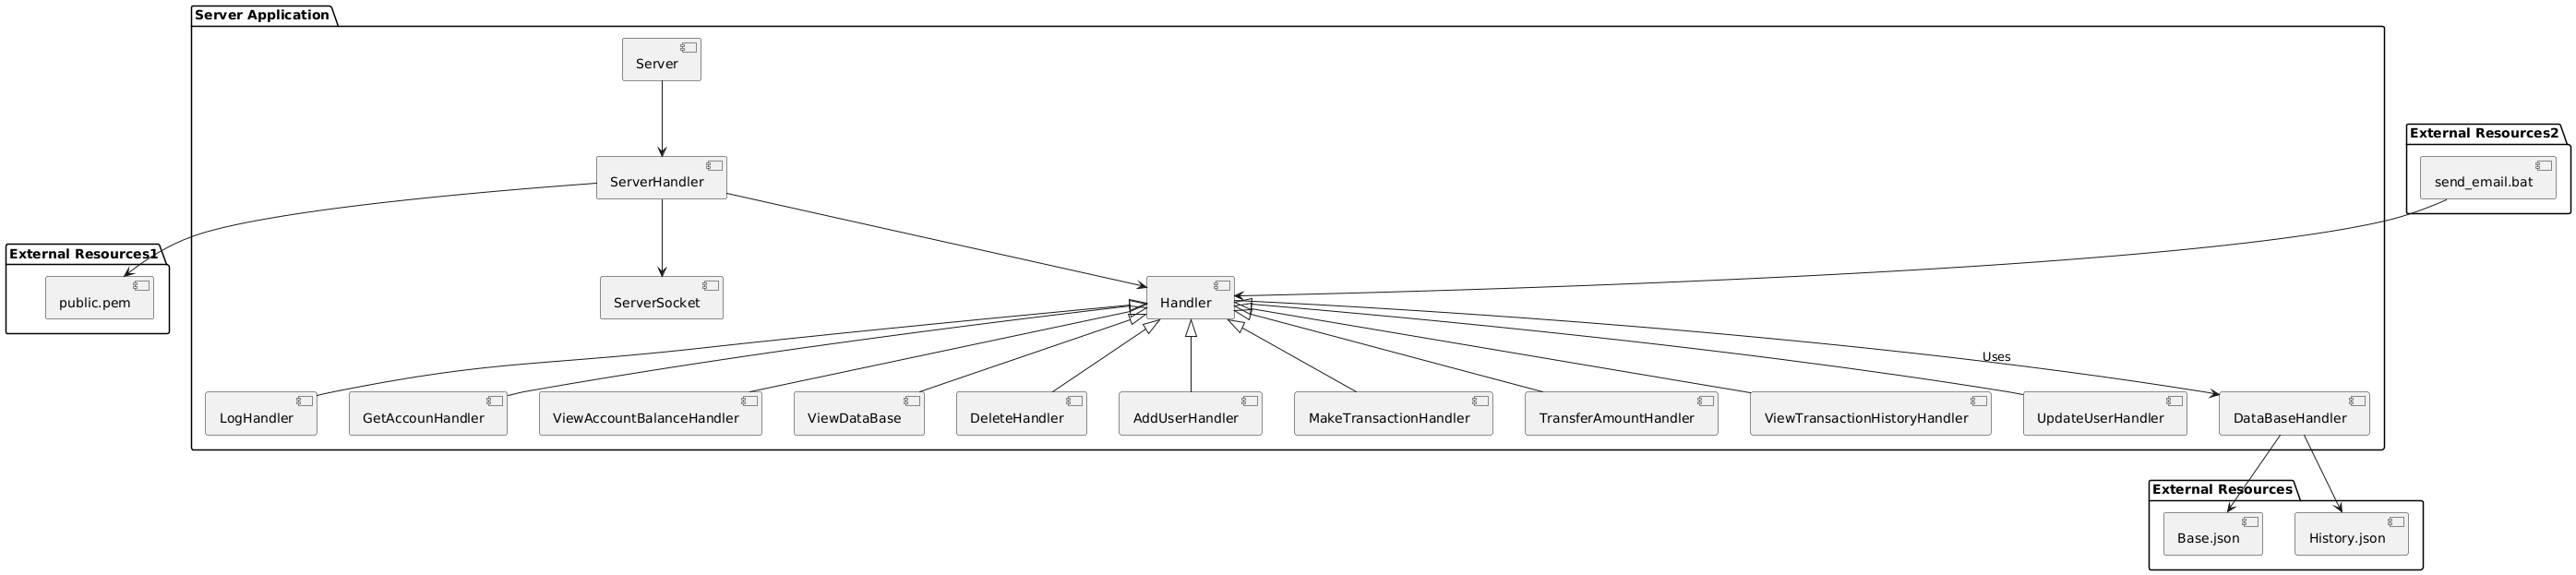 Server Application
Server
External Resources2
send_email.bat
ServerHandler
External Resources1
public.pem
ServerSocket
Handler
Uses
LogHandler
GetAccounHandler
ViewAccountBalanceHandler
ViewDataBase
DeleteHandler
AddUserHandler
MakeTransactionHandler
TransferAmountHandler
ViewTransactionHistoryHandler
UpdateUserHandler
DataBaseHandler
External Resources
Base.json
History.json